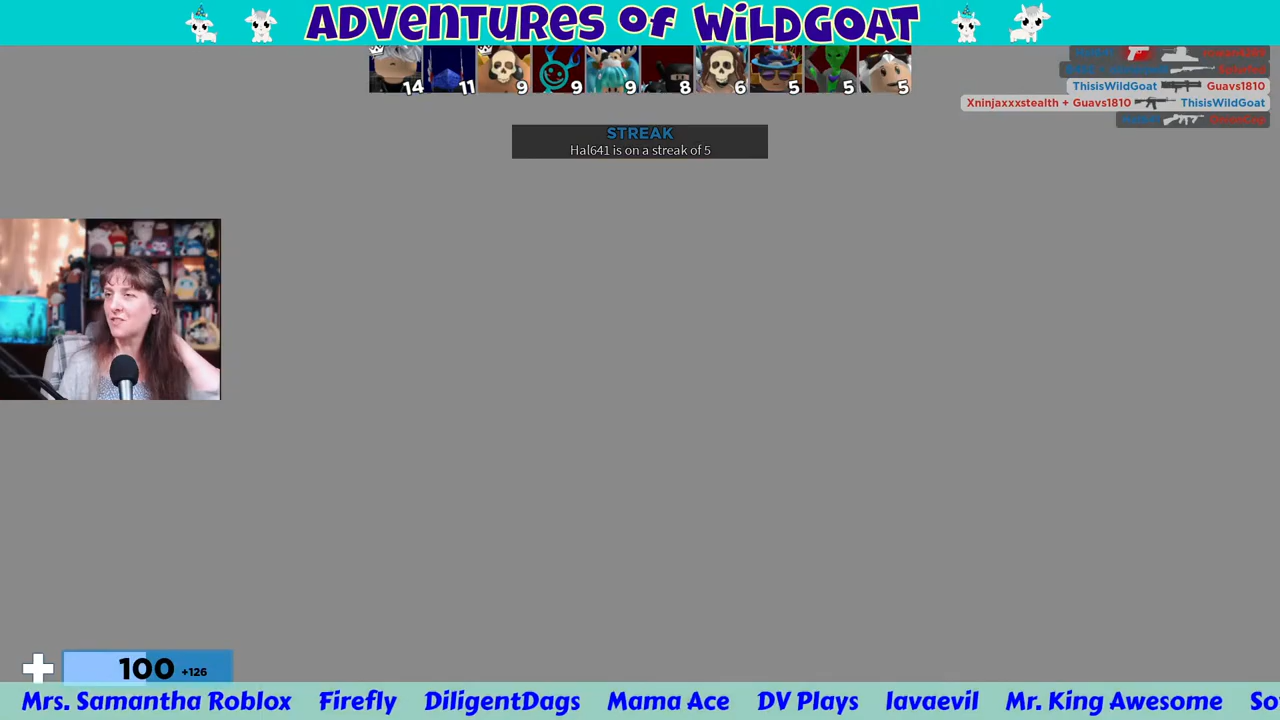 ADVENTURES OF WILDGOAT
14 11 9 9 9 8 6 5 5 5
ThisisWildGoat Guavs1810
Xninjaxxxstealth + Guavs1810 ThisisWildGoat
STREAK
Hal641 is on a streak of 5
100 +126
Mrs. Samantha Roblox Firefly DiligentDags Mama Ace DV Plays lavaevil Mr. King Awesome So